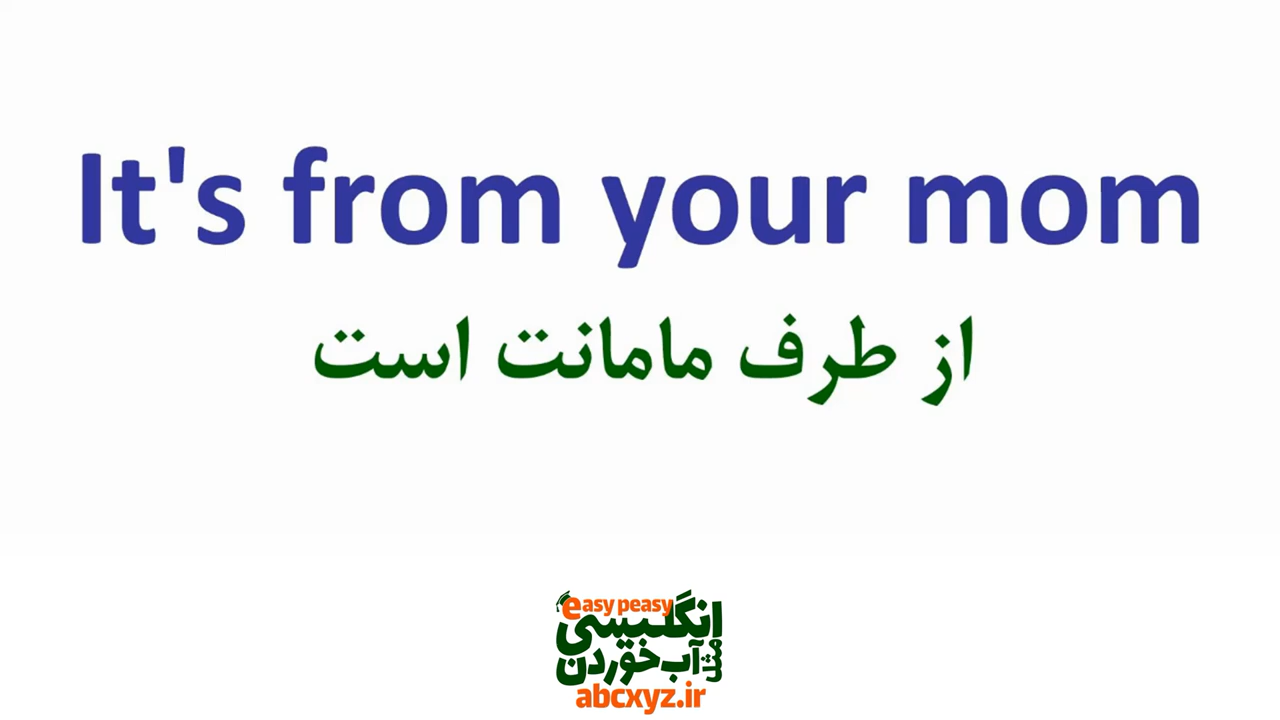 It's from your mom
از طرف مامانت است
easy peasy
انگلیسی
مثل آب خوردن
abcxyz.ir